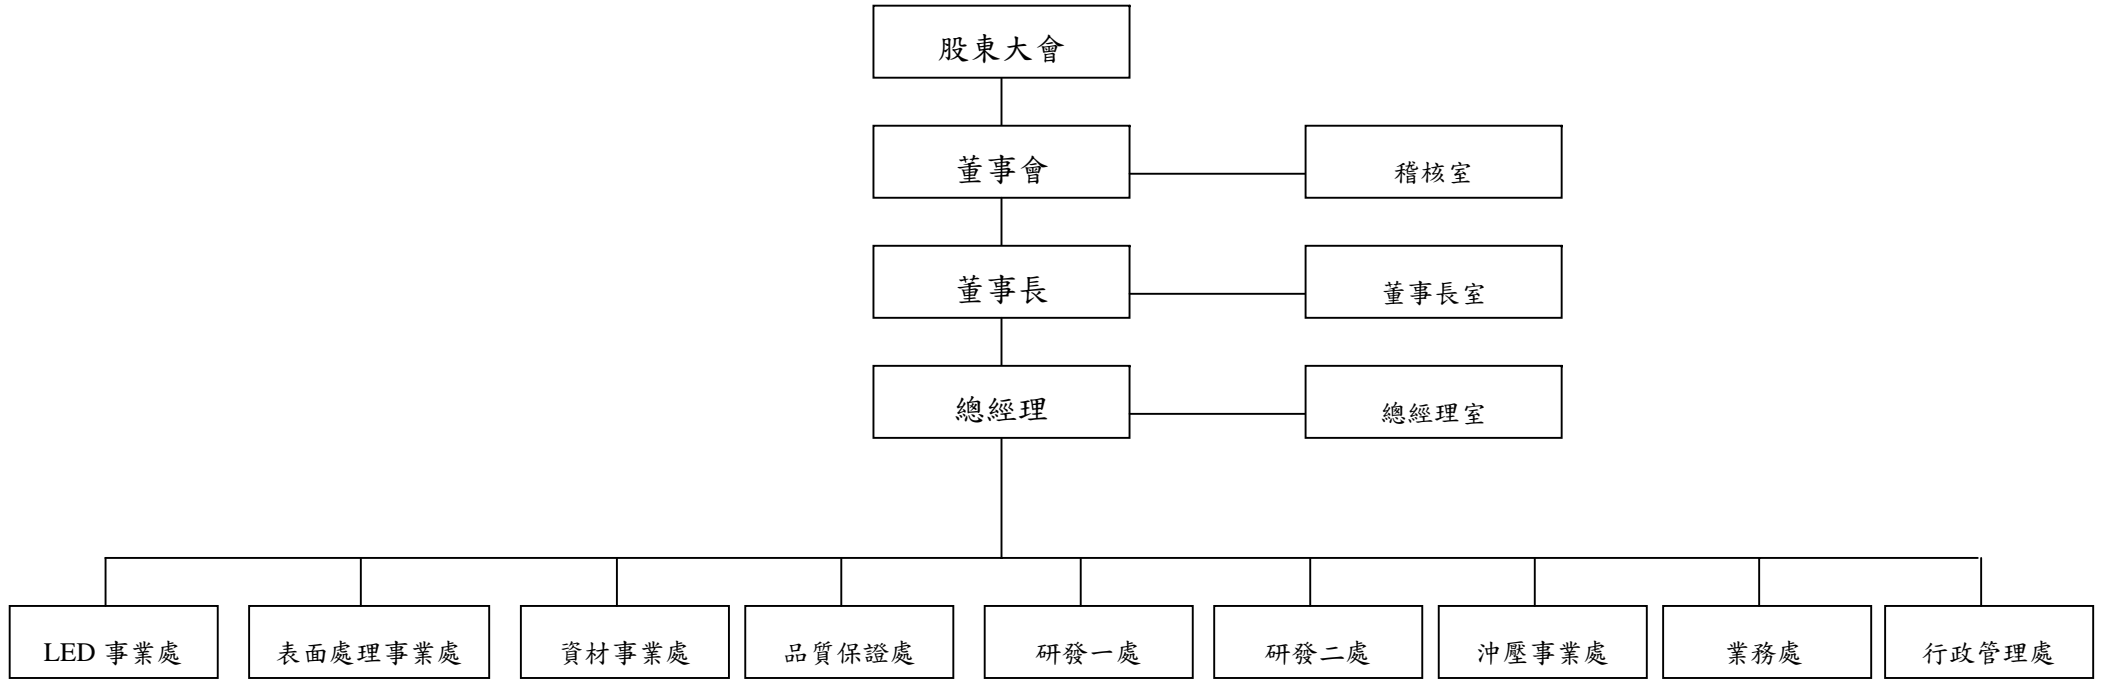 股東大會
董事會
稽核室
董事長
董事長室
總經理
總經理室
LED 事業處
表面處理事業處
資材事業處
品質保證處
研發一處
研發二處
沖壓事業處
業務處
行政管理處